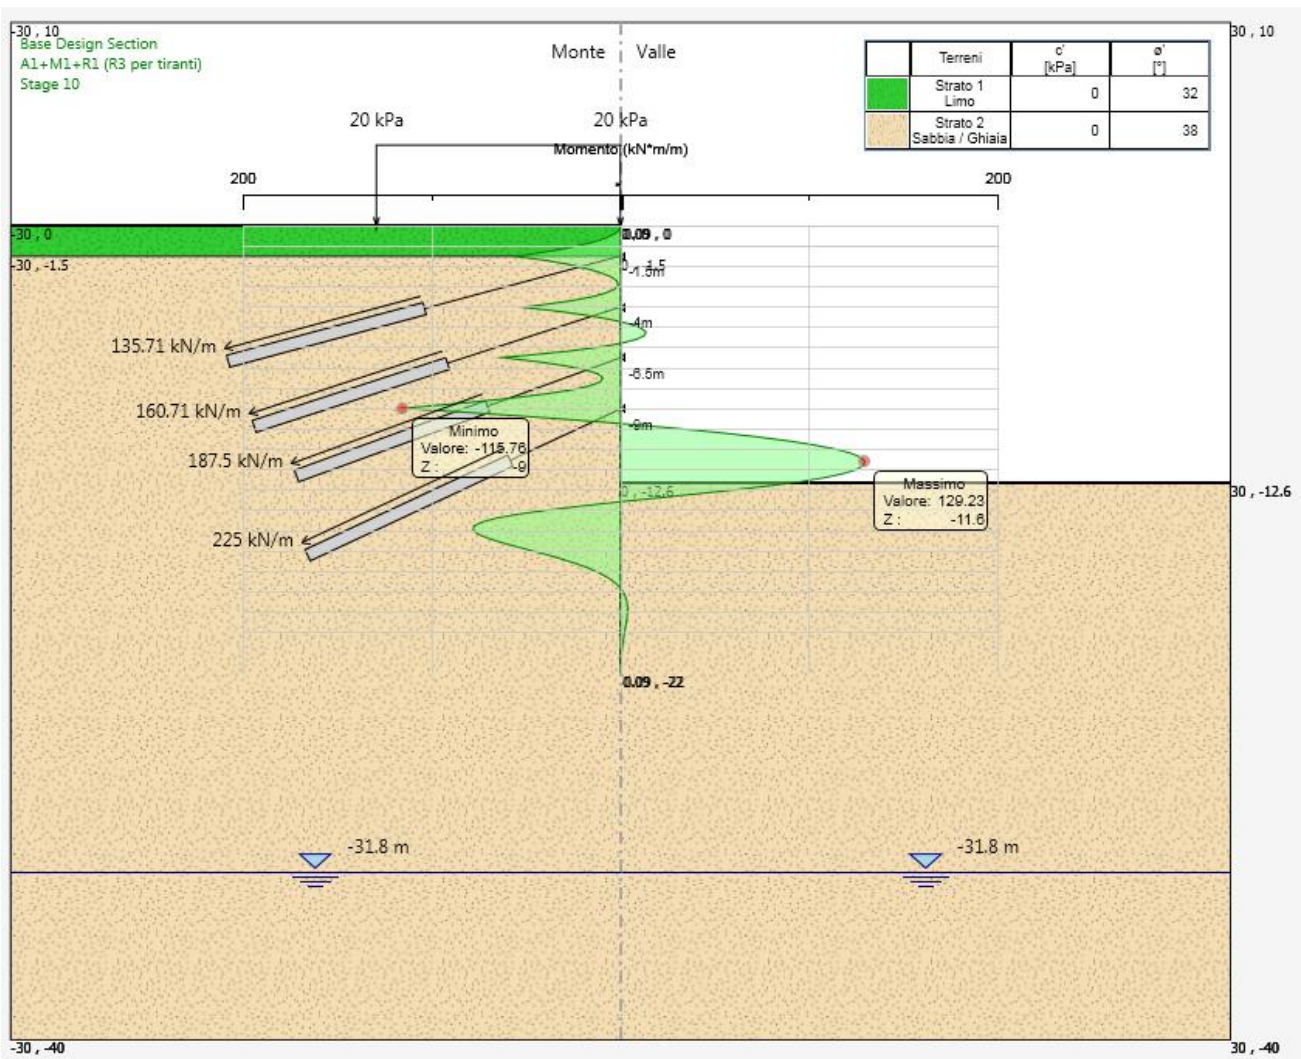 -30 , 10
30 , 10
Base Design Section
A1+M1+R1 (R3 per tiranti)
Stage 10
Monte
Valle
Terreni
c'
[kPa]
ø'
[°]
Strato 1
Limo
0
32
Strato 2
Sabbia / Ghiaia
0
38
20 kPa
20 kPa
Momento (kN*m/m)
200
200
-30 , 0
0.09 , 0
-30 , -1.5
-1.5m
-4m
135.71 kN/m
-6.5m
160.71 kN/m
-9m
187.5 kN/m
Minimo
Valore: -115.76
Z : -9
Massimo
Valore: 129.23
Z : -11.6
0 , -12.6
30 , -12.6
225 kN/m
0.09 , -22
-31.8 m
-31.8 m
-30 , -40
30 , -40